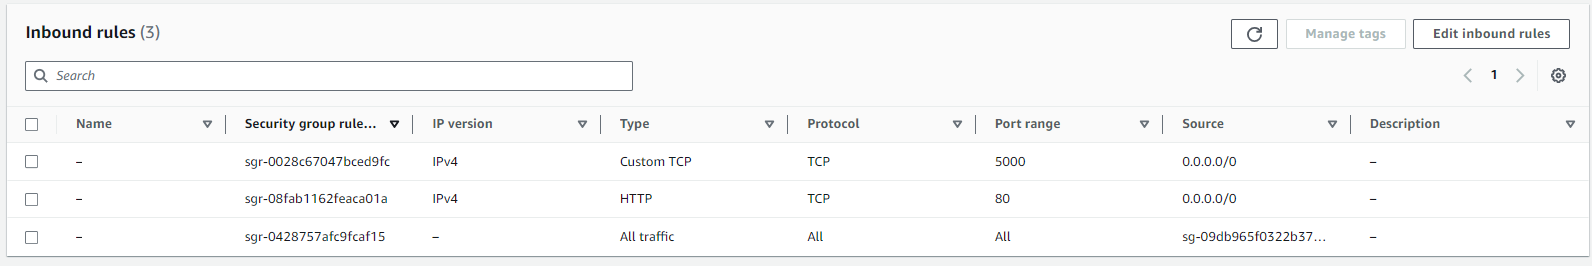 Inbound rules (3)
Manage tags
Edit inbound rules
Search
1
Name Security group rule... IP version Type Protocol Port range Source Description
– sgr-0028c67047bced9fc IPv4 Custom TCP TCP 5000 0.0.0.0/0 –
– sgr-08fab1162feaca01a IPv4 HTTP TCP 80 0.0.0.0/0 –
– sgr-0428757afc9fcaf15 – All traffic All All sg-09db965f0322b37... –